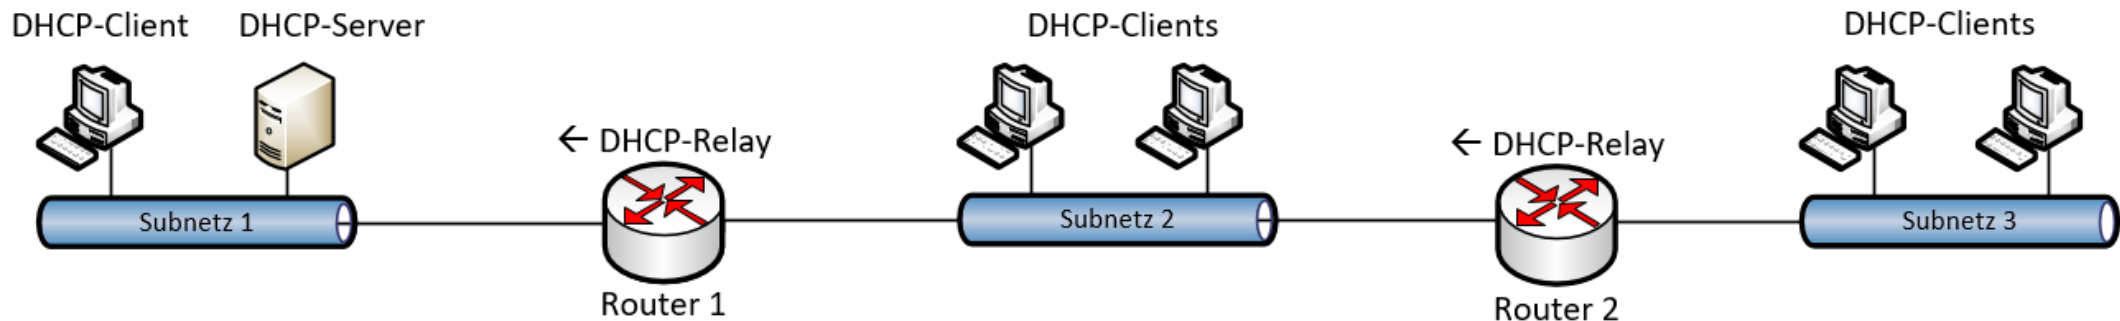 DHCP-Client
DHCP-Server
DHCP-Clients
DHCP-Clients
← DHCP-Relay
← DHCP-Relay
Subnetz 1
Subnetz 2
Subnetz 3
Router 1
Router 2